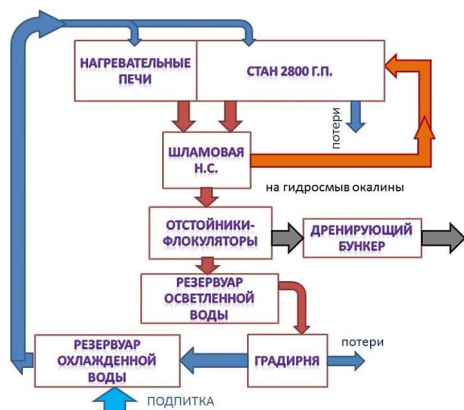 НАГРЕВАТЕЛЬНЫЕ
ПЕЧИ
СТАН 2800 Г.П.
потери
ШЛАМОВАЯ
Н.С.
на гидросмыв окалины
ОТСТОЙНИКИ-
ФЛОКУЛЯТОРЫ
ДРЕНИРУЮЩИЙ
БУНКЕР
РЕЗЕРВУАР
ОСВЕТЛЕННОЙ
ВОДЫ
РЕЗЕРВУАР
ОХЛАЖДЕННОЙ
ВОДЫ
ГРАДИРНЯ
потери
ПОДПИТКА